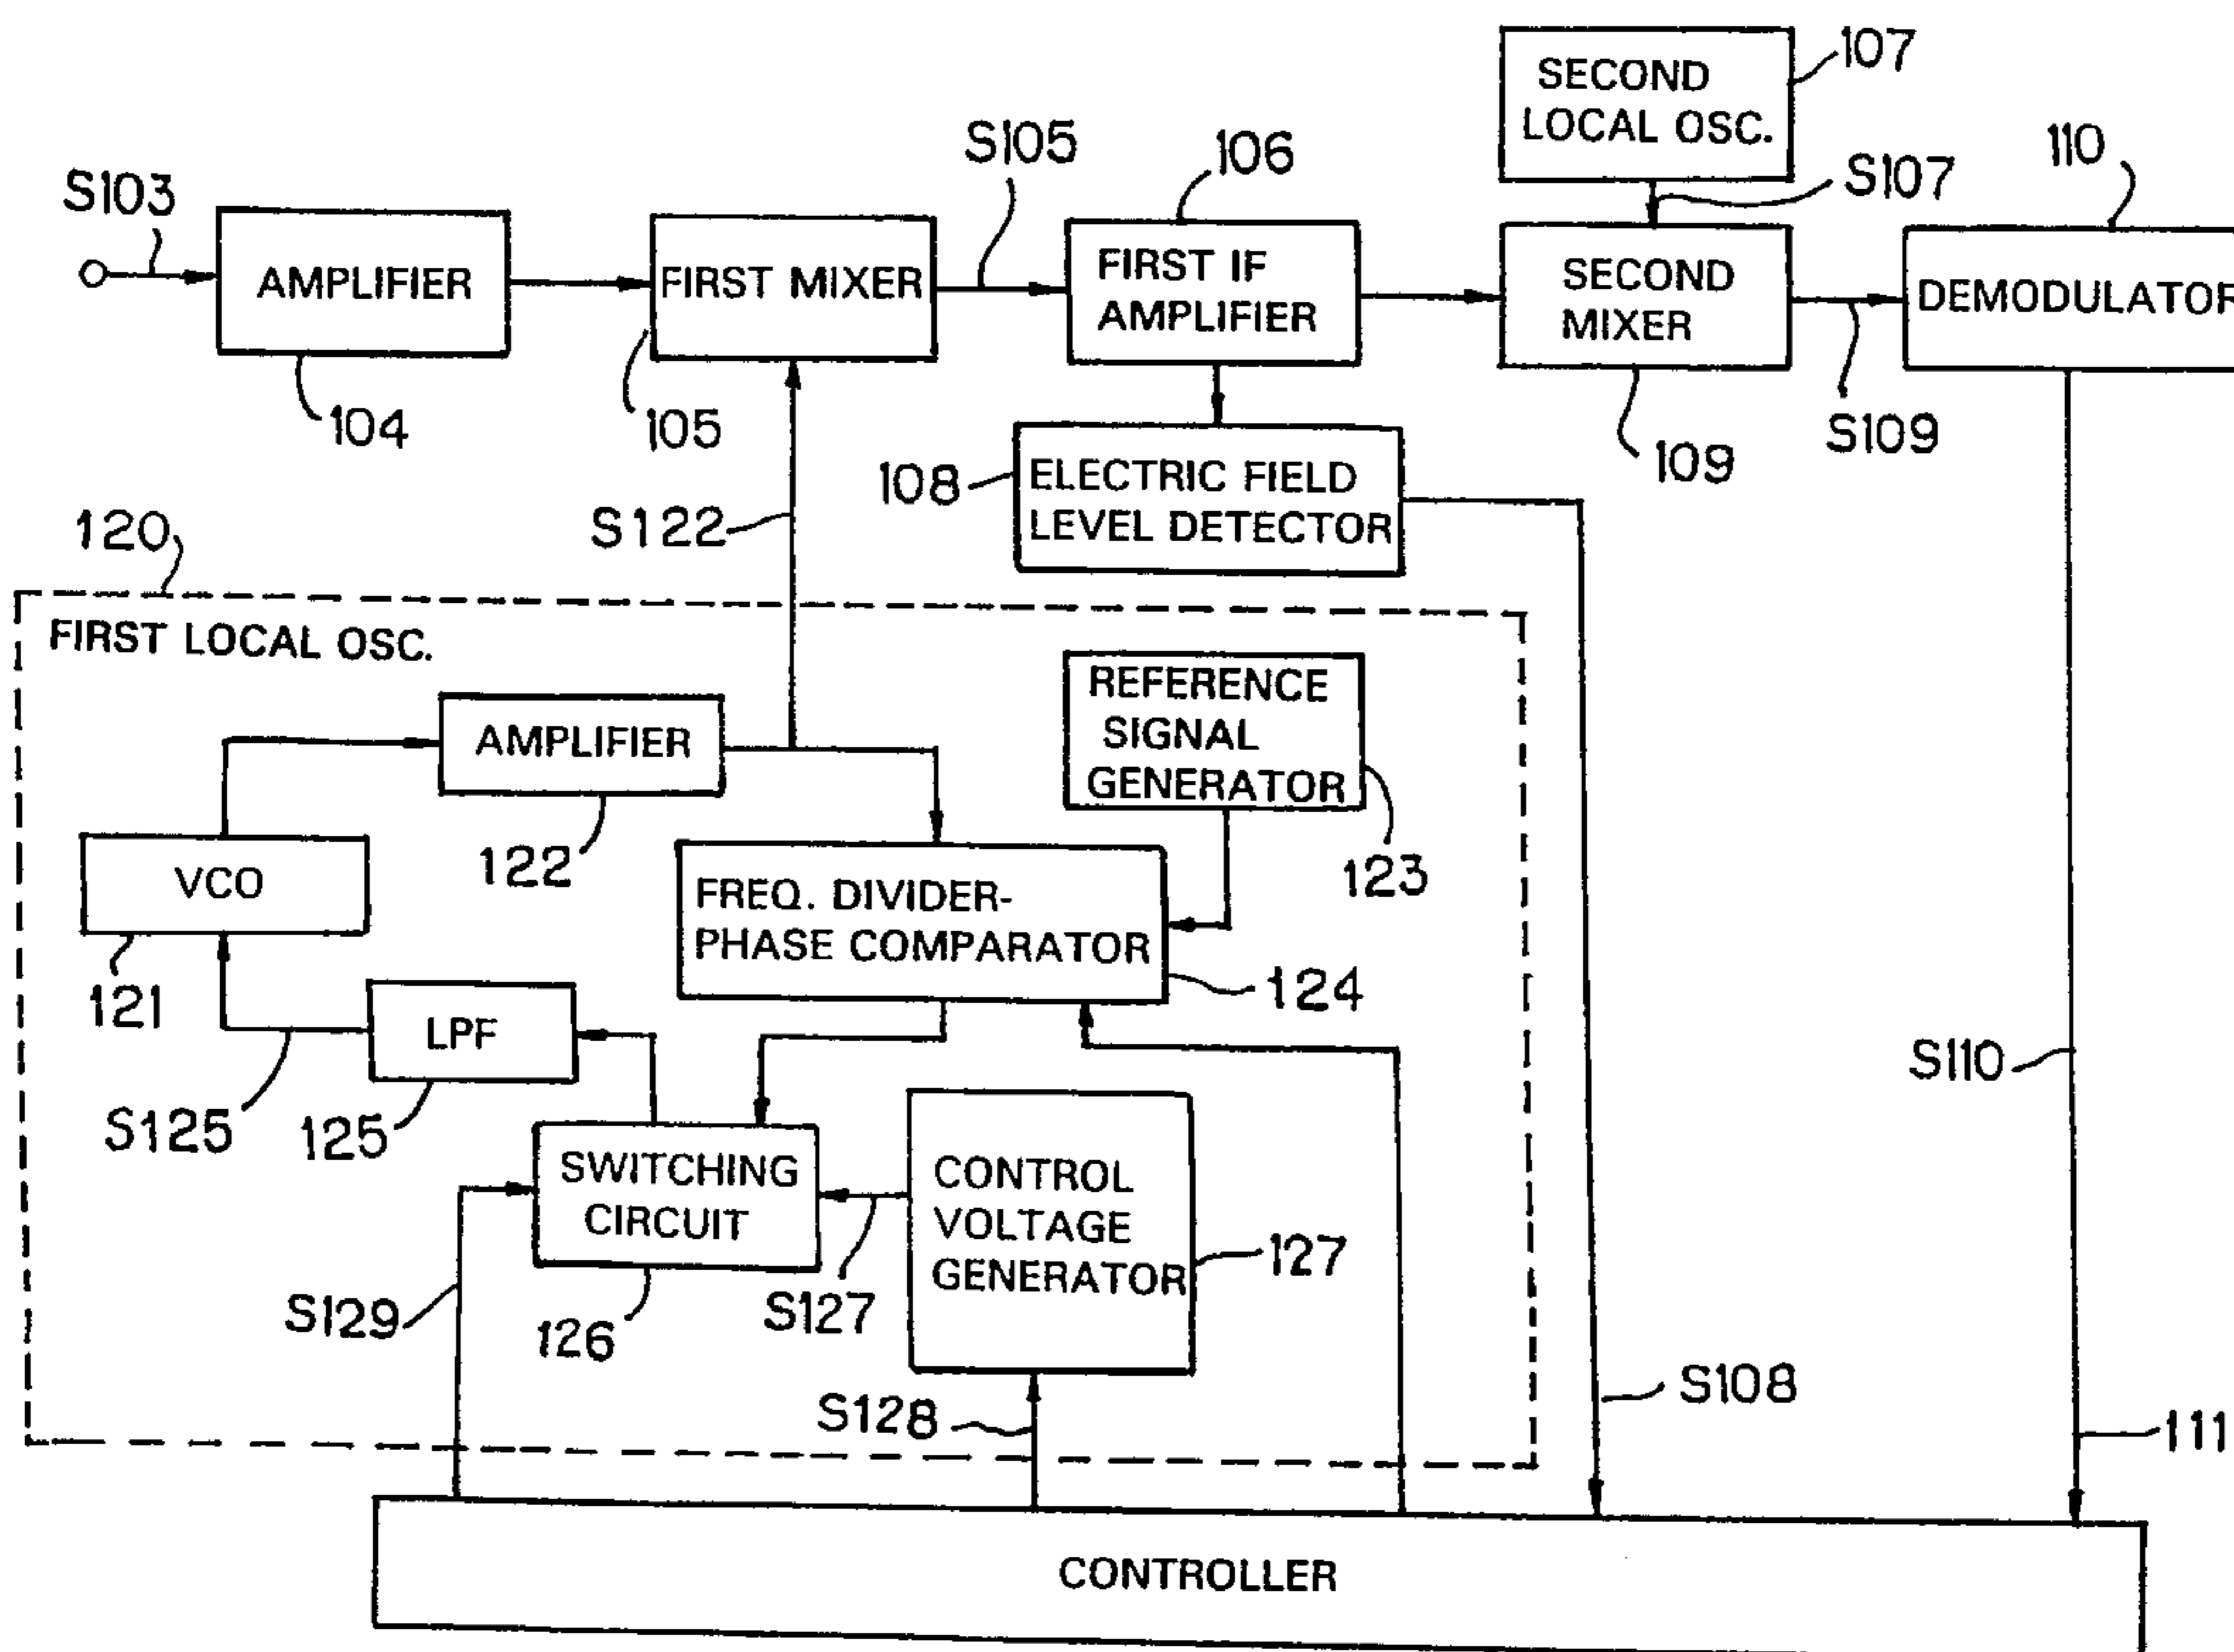 SECOND
LOCAL OSC.
107
S107
S103
AMPLIFIER
104
FIRST MIXER
105
S105
106
FIRST IF
AMPLIFIER
SECOND
MIXER
109
S109
110
DEMODULATOR
108
ELECTRIC FIELD
LEVEL DETECTOR
S122
120
FIRST LOCAL OSC.
AMPLIFIER
122
REFERENCE
SIGNAL
GENERATOR
123
VCO
121
FREQ. DIVIDER-
PHASE COMPARATOR
124
LPF
125
S125
S110
SWITCHING
CIRCUIT
126
CONTROL
VOLTAGE
GENERATOR
127
S127
S129
S128
S108
111
CONTROLLER